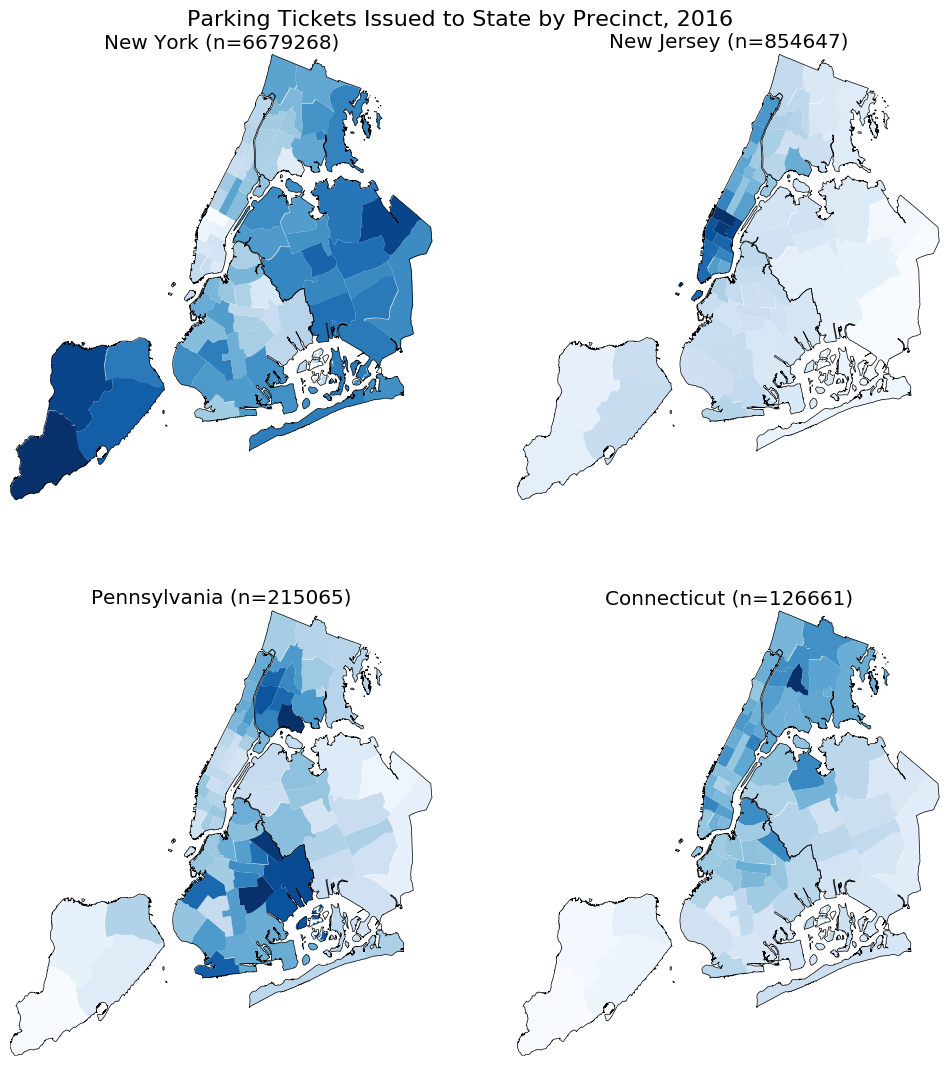 Parking Tickets Issued to State by Precinct, 2016
New York (n=6679268)
New Jersey (n=854647)
Pennsylvania (n=215065)
Connecticut (n=126661)